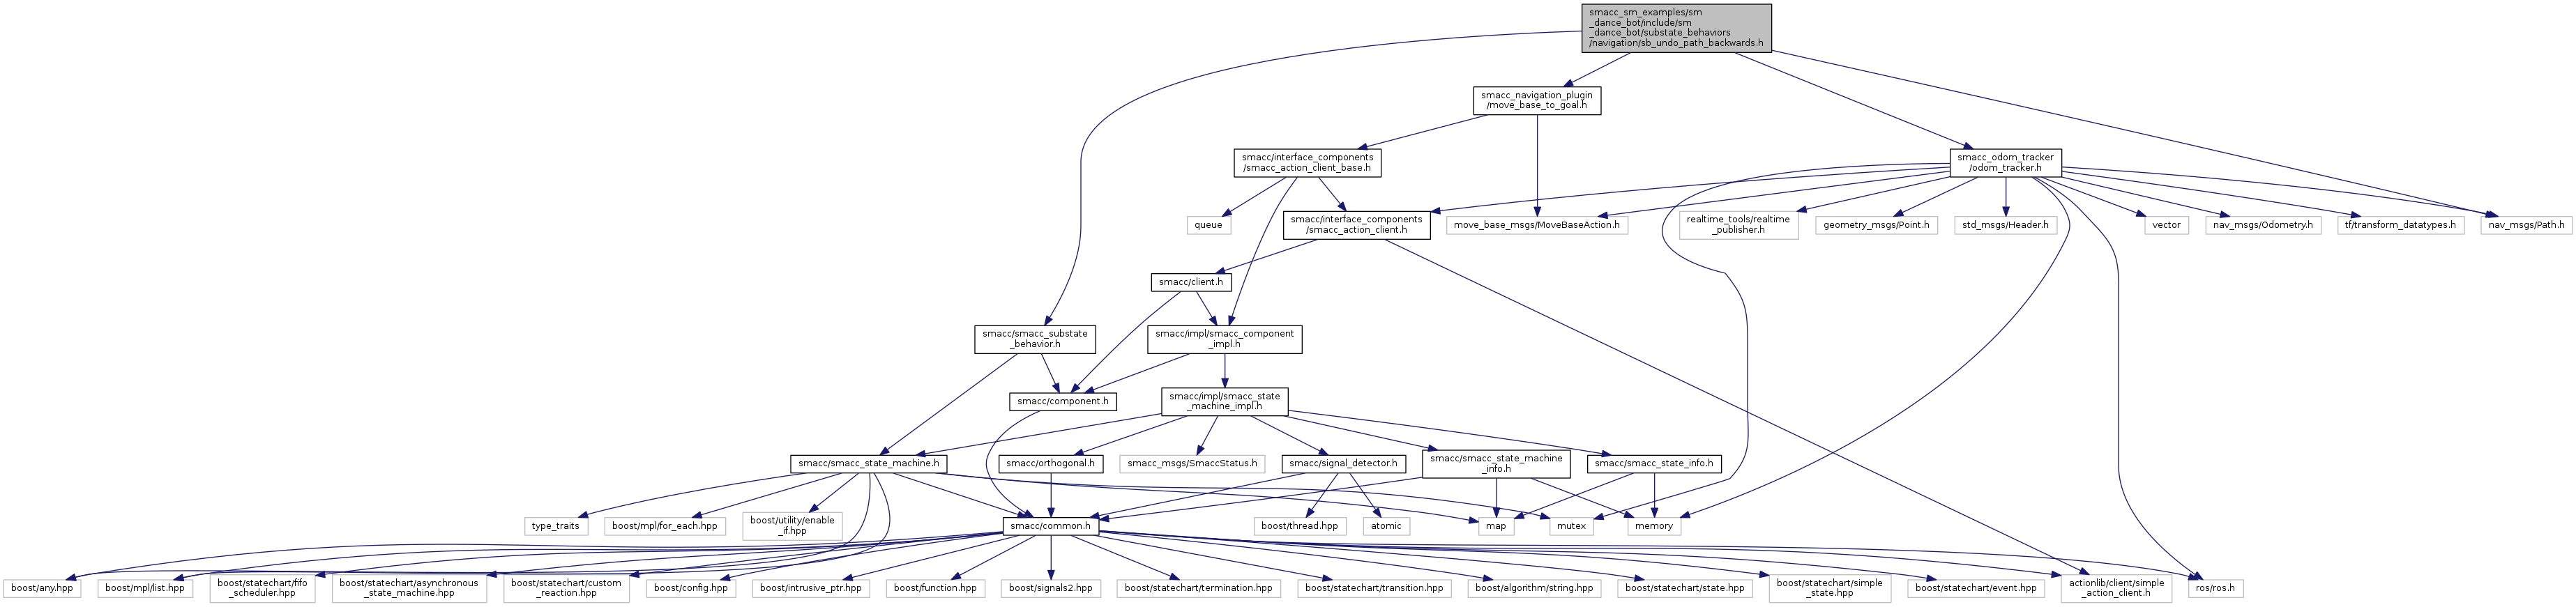 smacc_sm_examples/sm
_dance_bot/include/sm
_dance_bot/substate_behaviors
/navigation/sb_undo_path_backwards.h
smacc_navigation_plugin
/move_base_to_goal.h
smacc/interface_components
/smacc_action_client_base.h
smacc_odom_tracker
/odom_tracker.h
queue
smacc/interface_components
/smacc_action_client.h
move_base_msgs/MoveBaseAction.h
realtime_tools/realtime
_publisher.h
geometry_msgs/Point.h
std_msgs/Header.h
vector
nav_msgs/Odometry.h
tf/transform_datatypes.h
nav_msgs/Path.h
smacc/client.h
smacc/smacc_substate
_behavior.h
smacc/impl/smacc_component
_impl.h
smacc/component.h
smacc/impl/smacc_state
_machine_impl.h
smacc/smacc_state_machine.h
smacc/orthogonal.h
smacc_msgs/SmaccStatus.h
smacc/signal_detector.h
smacc/smacc_state_machine
_info.h
smacc/smacc_state_info.h
type_traits
boost/mpl/for_each.hpp
boost/utility/enable
_if.hpp
smacc/common.h
boost/thread.hpp
atomic
map
mutex
memory
boost/any.hpp
boost/mpl/list.hpp
boost/statechart/fifo
_scheduler.hpp
boost/statechart/asynchronous
_state_machine.hpp
boost/statechart/custom
_reaction.hpp
boost/config.hpp
boost/intrusive_ptr.hpp
boost/function.hpp
boost/signals2.hpp
boost/statechart/termination.hpp
boost/statechart/transition.hpp
boost/algorithm/string.hpp
boost/statechart/state.hpp
boost/statechart/simple
_state.hpp
boost/statechart/event.hpp
actionlib/client/simple
_action_client.h
ros/ros.h